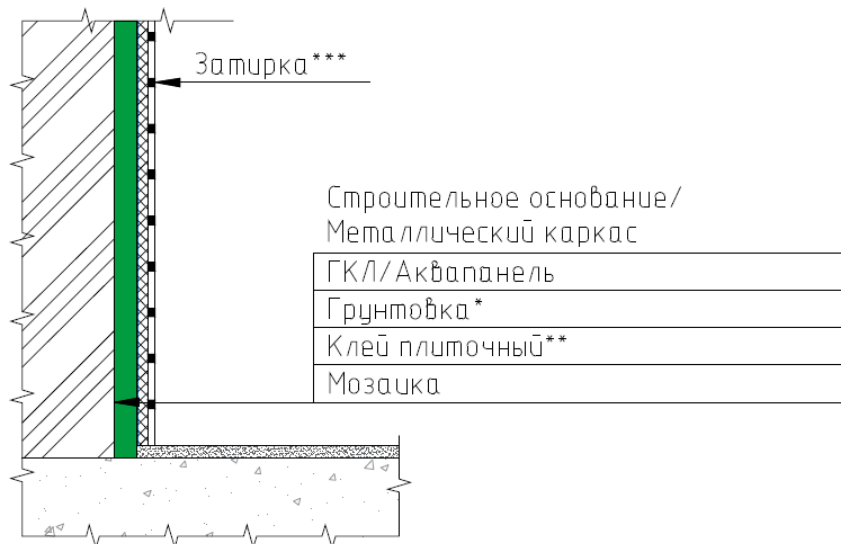 Затирка***
Строительное основание/
Металлический каркас
ГКЛ/Аквапанель
Грунтовка*
Клей плиточный**
Мозаика